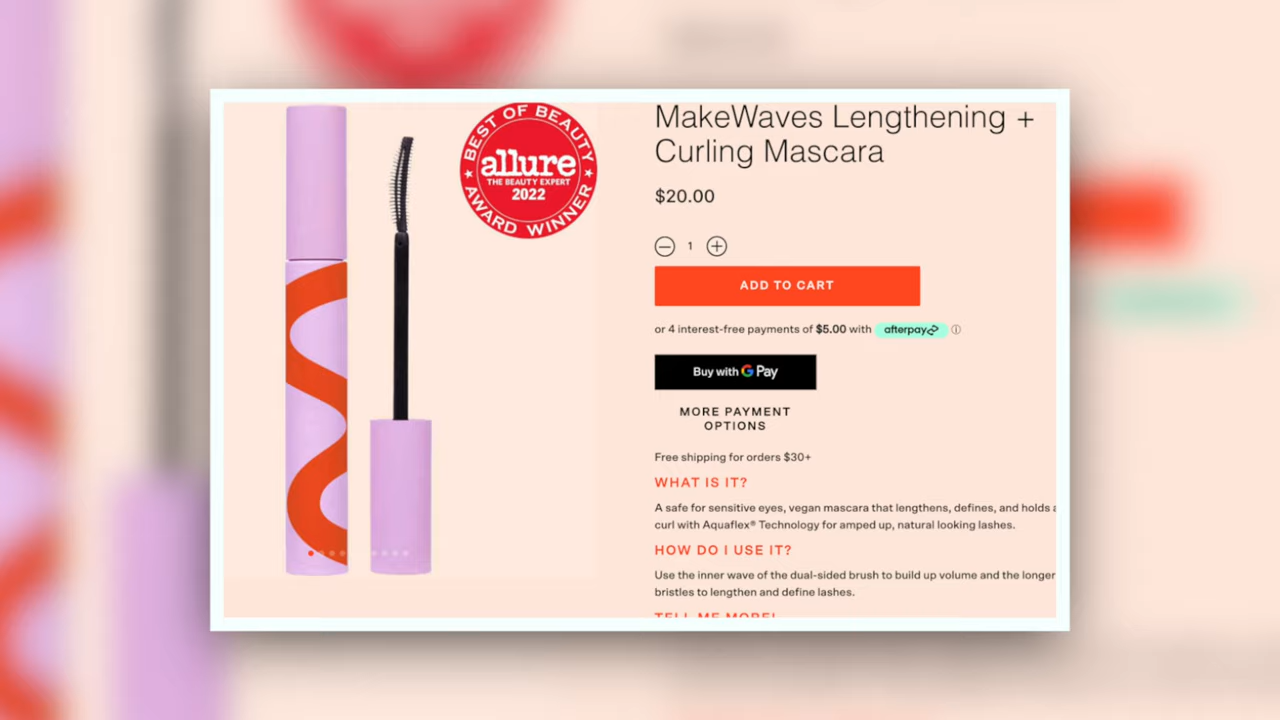 BEST OF BEAUTY
allure
THE BEAUTY EXPERT
2022
AWARD WINNER
MakeWaves Lengthening +
Curling Mascara
$20.00
1
ADD TO CART
or 4 interest-free payments of $5.00 with afterpay
Buy with G Pay
MORE PAYMENT
OPTIONS
Free shipping for orders $30+
WHAT IS IT?
A safe for sensitive eyes, vegan mascara that lengthens, defines, and holds a
curl with Aquaflex® Technology for amped up, natural looking lashes.
HOW DO I USE IT?
Use the inner wave of the dual-sided brush to build up volume and the longer
bristles to lengthen and define lashes.
TELL ME MORE!